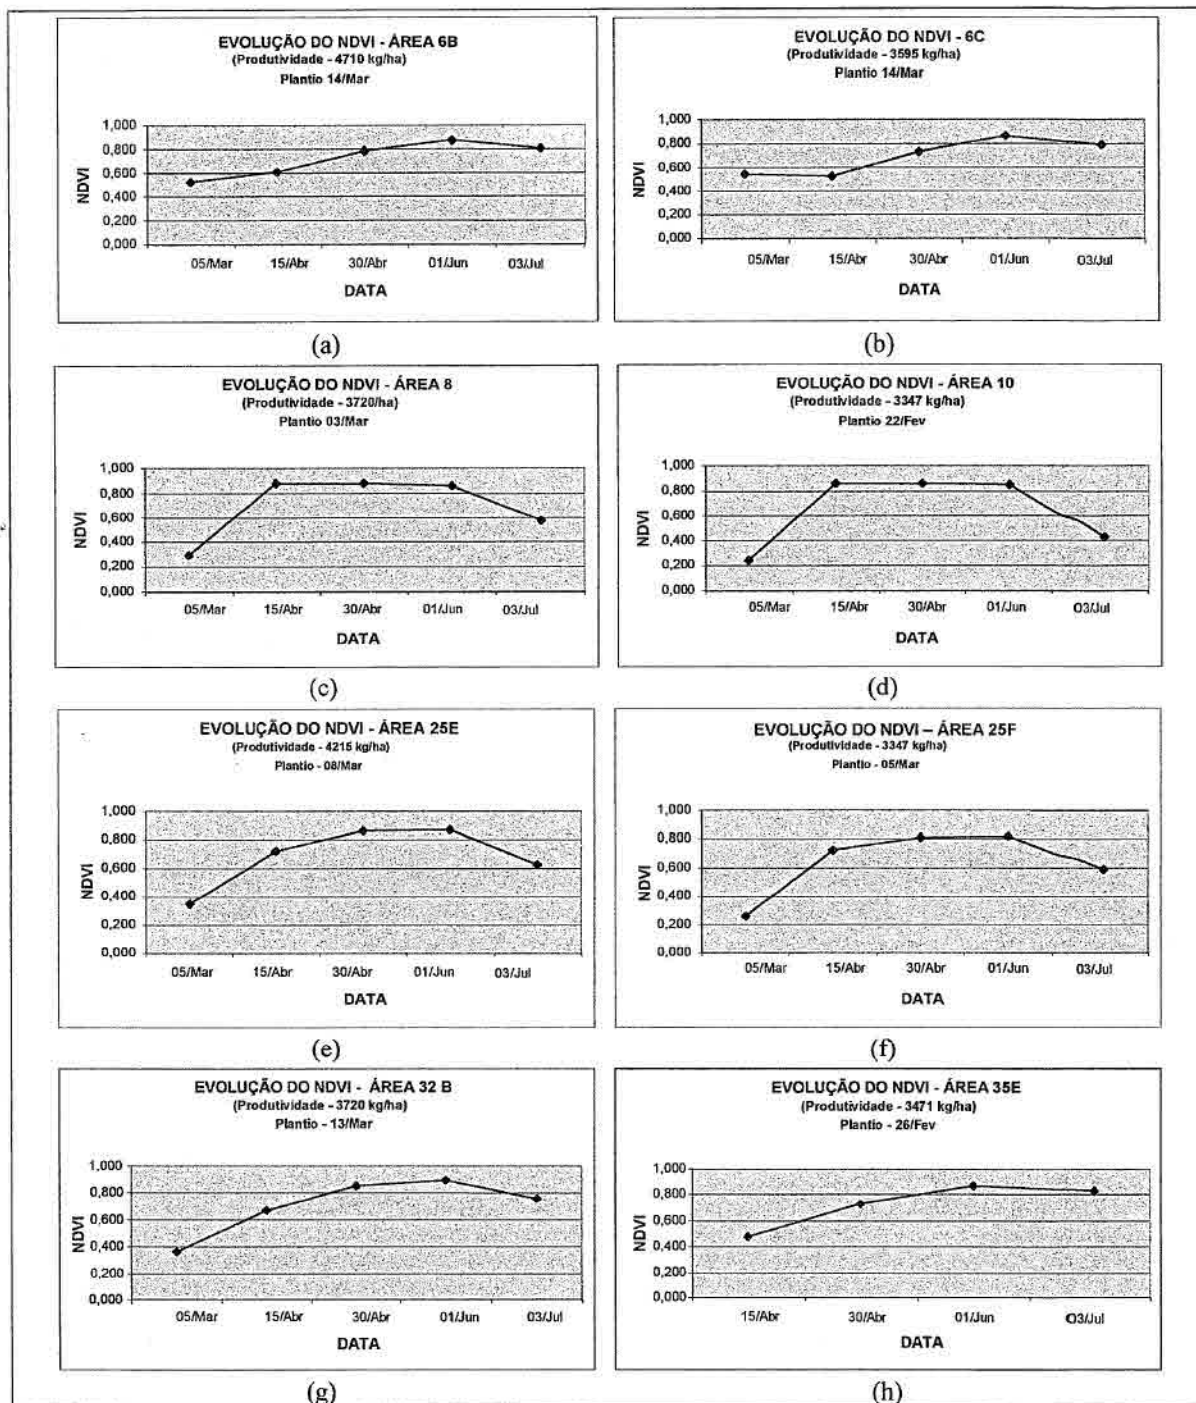 EVOLUÇÃO DO NDVI - ÁREA 6B
(Produtividade - 4710 kg/ha)
Plantio 14/Mar
1,000
0,800
0,600
0,400
0,200
0,000
NDVI
05/Mar 15/Abr 30/Abr 01/Jun 03/Jul
DATA
(a)
EVOLUÇÃO DO NDVI - 6C
(Produtividade - 3595 kg/ha)
Plantio 14/Mar
1,000
0,800
0,600
0,400
0,200
0,000
NDVI
05/Mar 15/Abr 30/Abr 01/Jun 03/Jul
DATA
(b)
EVOLUÇÃO DO NDVI - ÁREA 8
(Produtividade - 3720/ha)
Plantio 03/Mar
1,000
0,800
0,600
0,400
0,200
0,000
NDVI
05/Mar 15/Abr 30/Abr 01/Jun 03/Jul
DATA
(c)
EVOLUÇÃO DO NDVI - ÁREA 10
(Produtividade - 3347 kg/ha)
Plantio 22/Fev
1,000
0,800
0,600
0,400
0,200
0,000
NDVI
05/Mar 15/Abr 30/Abr 01/Jun 03/Jul
DATA
(d)
EVOLUÇÃO DO NDVI - ÁREA 25E
(Produtividade - 4215 kg/ha)
Plantio - 08/Mar
1,000
0,800
0,600
0,400
0,200
0,000
NDVI
05/Mar 15/Abr 30/Abr 01/Jun 03/Jul
DATA
(e)
EVOLUÇÃO DO NDVI – ÁREA 25F
(Produtividade - 3347 kg/ha)
Plantio - 05/Mar
1,000
0,800
0,600
0,400
0,200
0,000
NDVI
05/Mar 15/Abr 30/Abr 01/Jun 03/Jul
DATA
(f)
EVOLUÇÃO DO NDVI - ÁREA 32 B
(Produtividade - 3720 kg/ha)
Plantio - 13/Mar
1,000
0,800
0,600
0,400
0,200
0,000
NDVI
05/Mar 15/Abr 30/Abr 01/Jun 03/Jul
DATA
(g)
EVOLUÇÃO DO NDVI - ÁREA 35E
(Produtividade - 3471 kg/ha)
Plantio - 26/Fev
1,000
0,800
0,600
0,400
0,200
0,000
NDVI
15/Abr 30/Abr 01/Jun 03/Jul
DATA
(h)